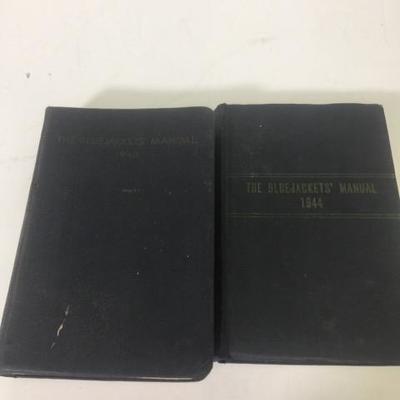 THE BLUEJACKETS' MANUAL
THE BLUEJACKETS' MANUAL
1944